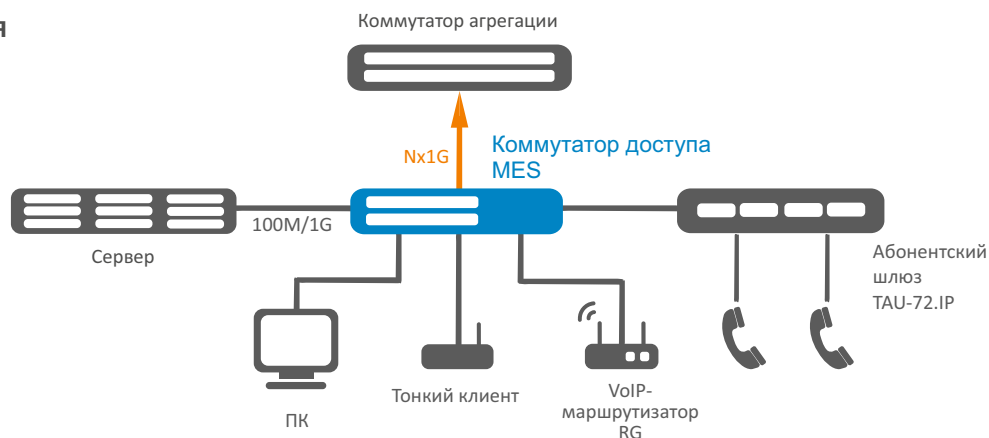 я
Коммутатор агрегации
Nx1G
Коммутатор доступа
MES
100M/1G
Сервер
Абонентский
шлюз
TAU-72.IP
ПК
Тонкий клиент
VoIP-
маршрутизатор
RG